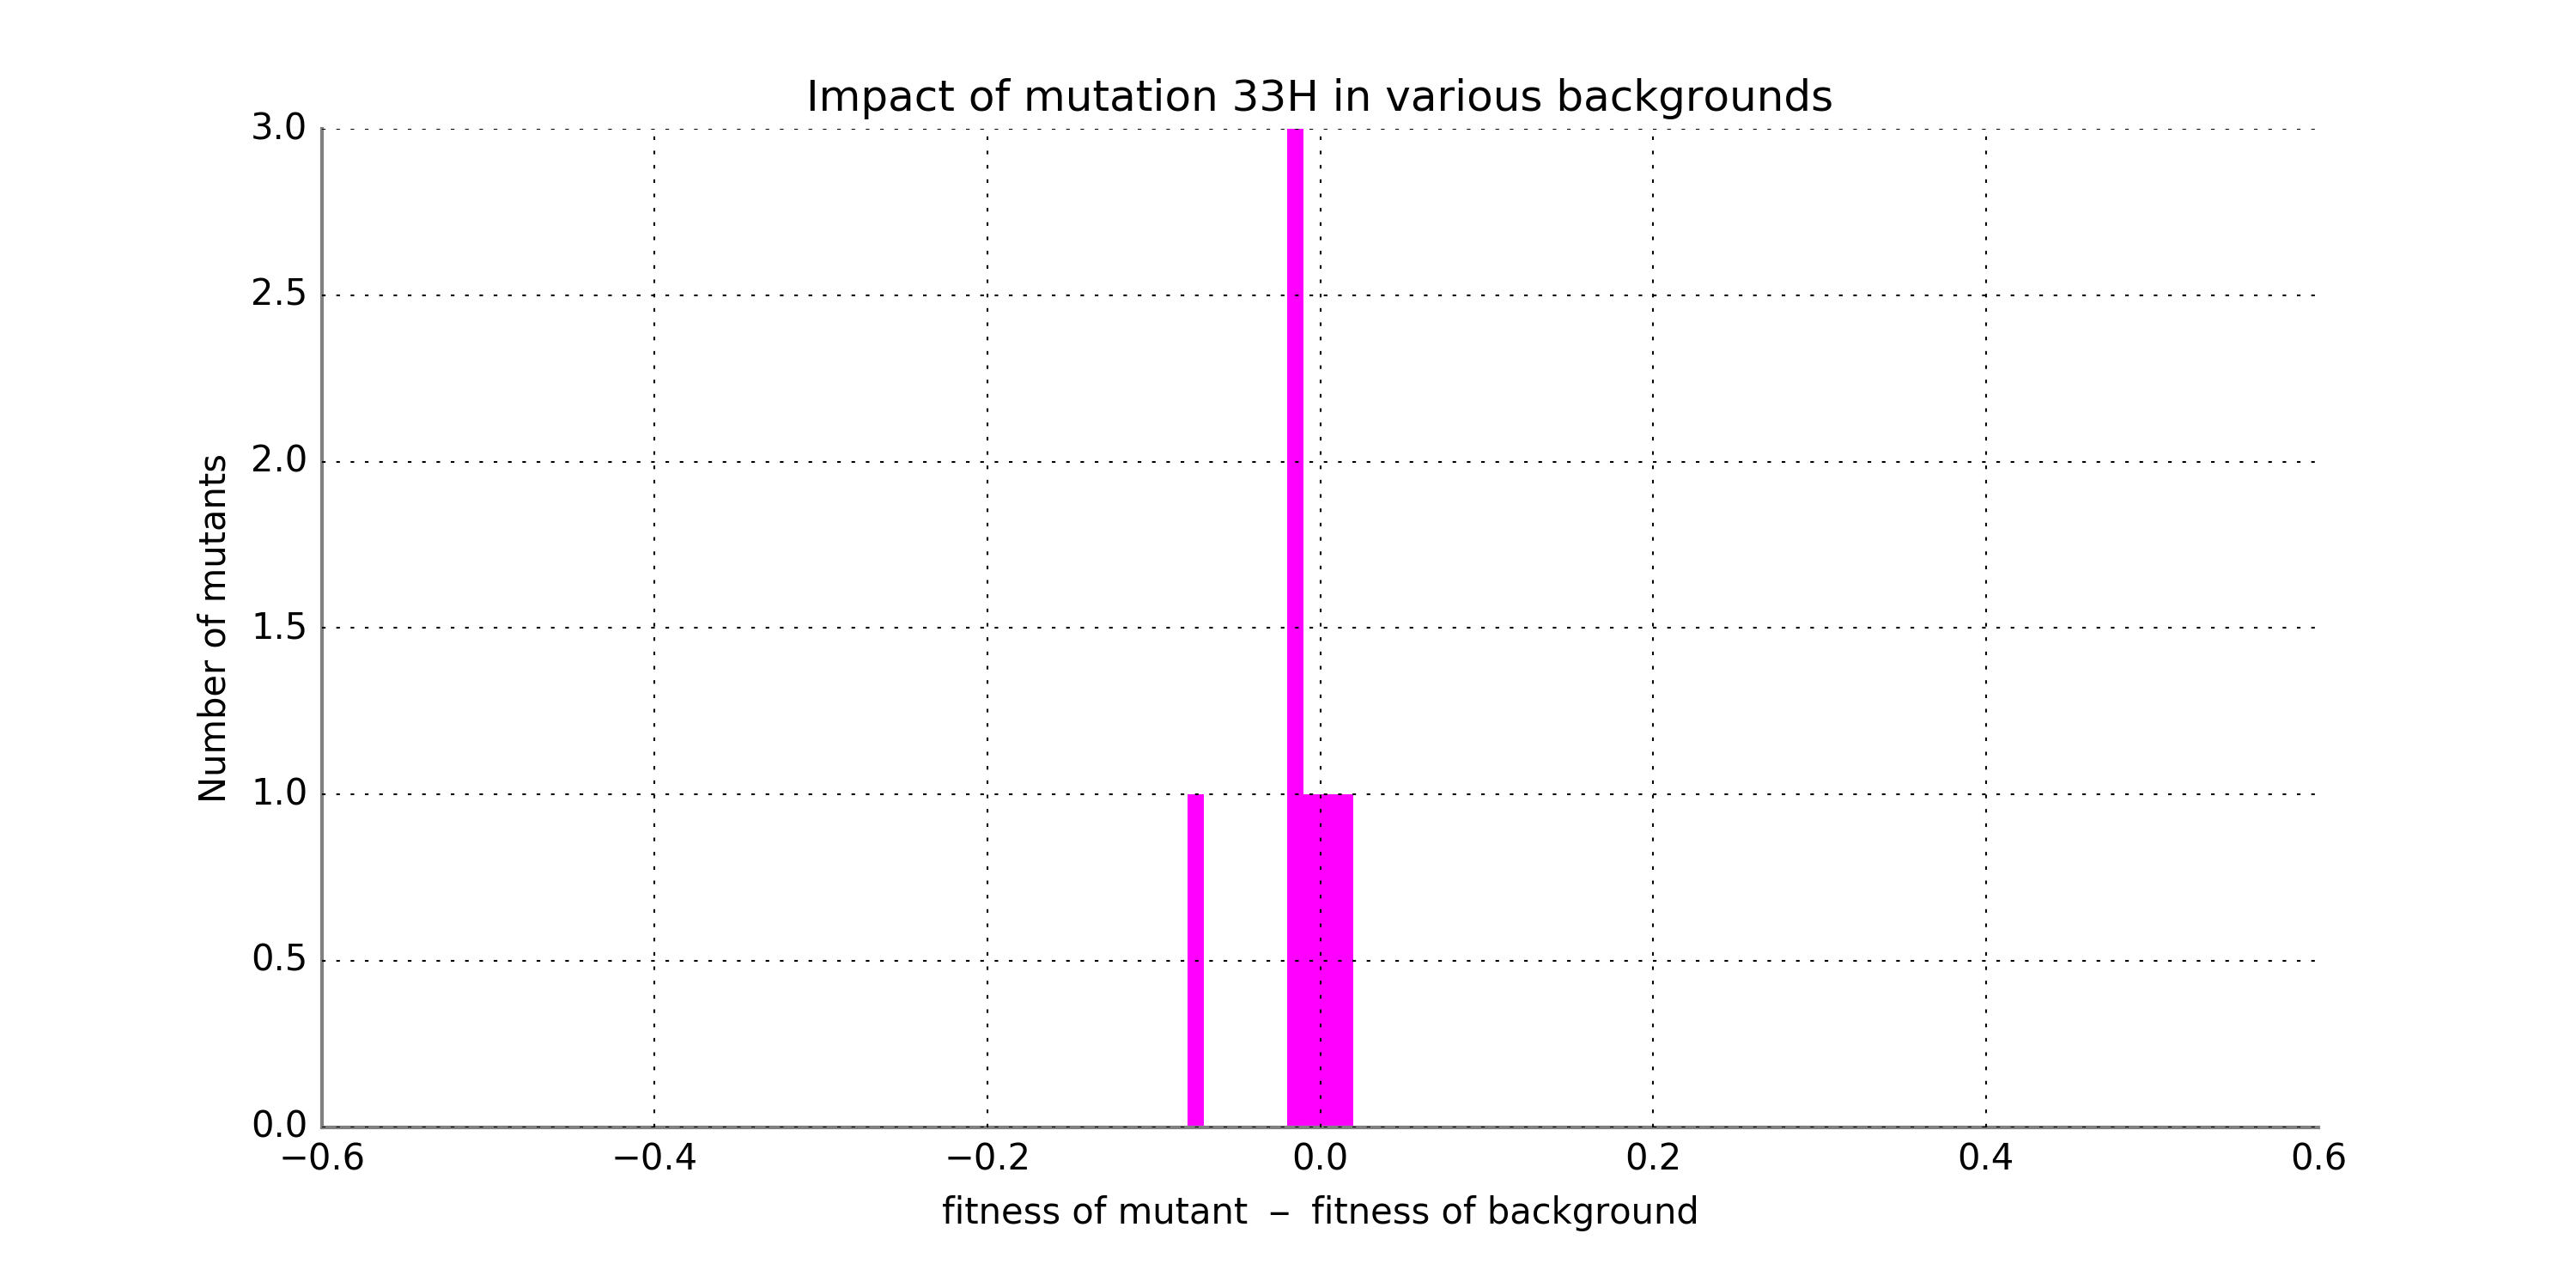 Impact of mutation 33H in various backgrounds
3.0
2.5
2.0
1.5
1.0
0.5
0.0
Number of mutants
−0.6 −0.4 −0.2 0.0 0.2 0.4 0.6
fitness of mutant − fitness of background